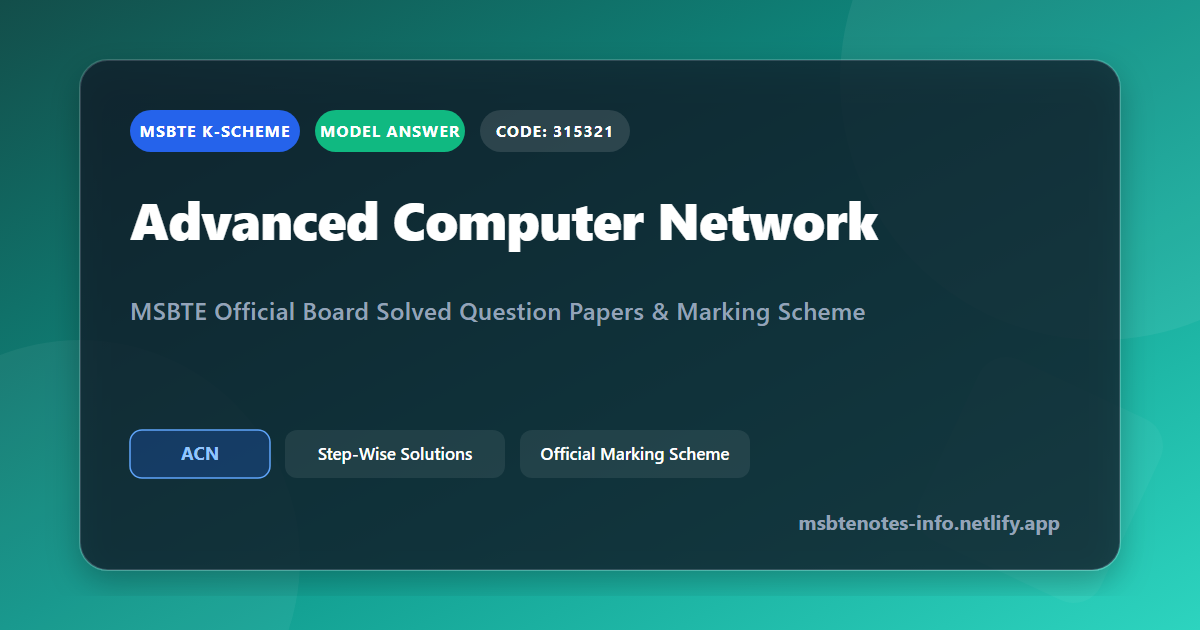 MSBTE K-SCHEME
MODEL ANSWER
CODE: 315321
Advanced Computer Network
MSBTE Official Board Solved Question Papers & Marking Scheme
ACN
Step-Wise Solutions
Official Marking Scheme
msbtenotes-info.netlify.app